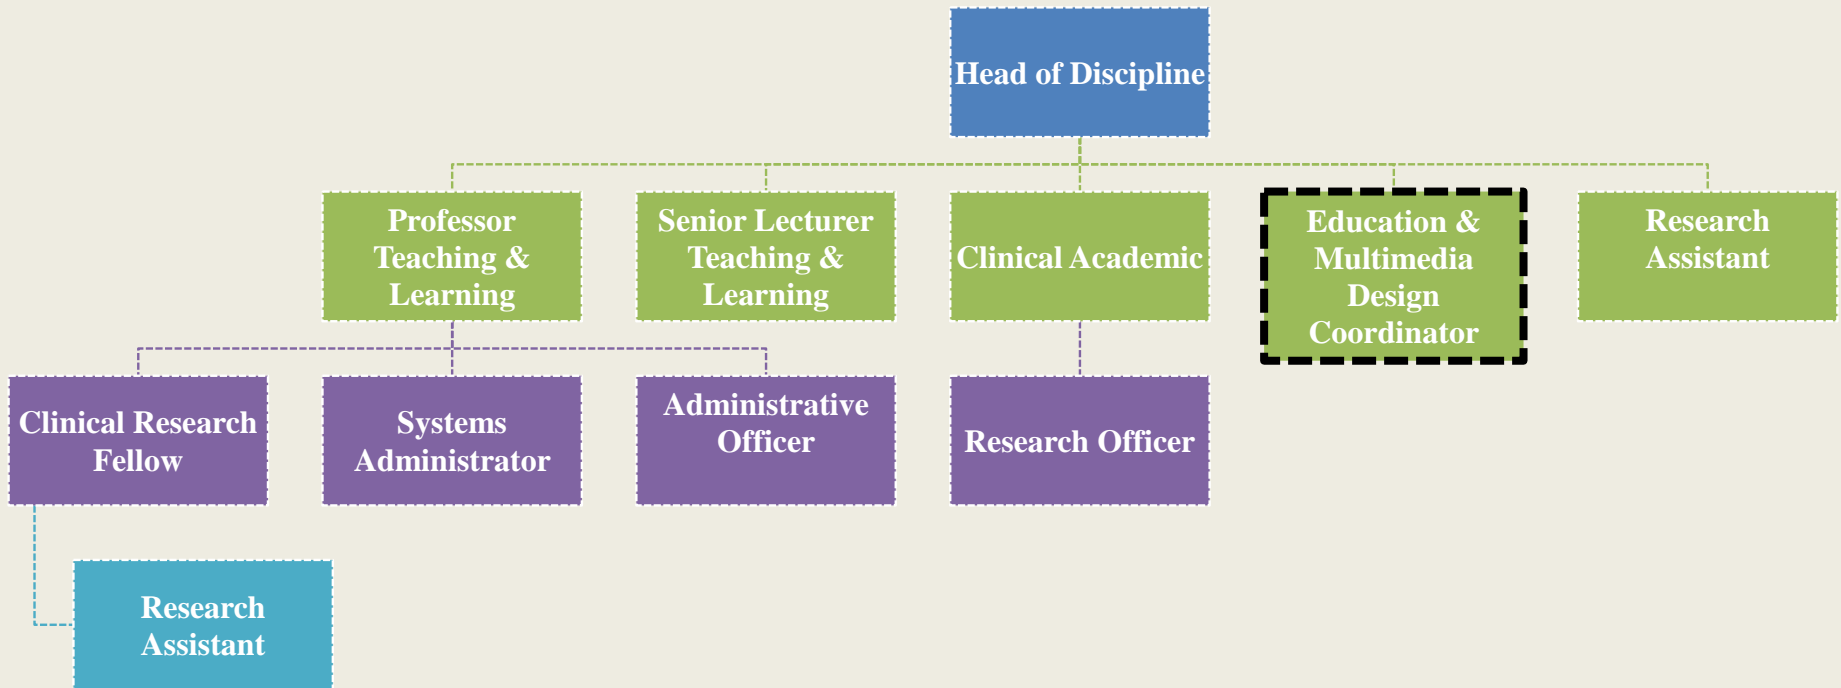 Head of Discipline
Professor
Teaching &
Learning
Senior Lecturer
Teaching &
Learning
Clinical Academic
Education &
Multimedia
Design
Coordinator
Research
Assistant
Clinical Research
Fellow
Systems
Administrator
Administrative
Officer
Research Officer
Research
Assistant